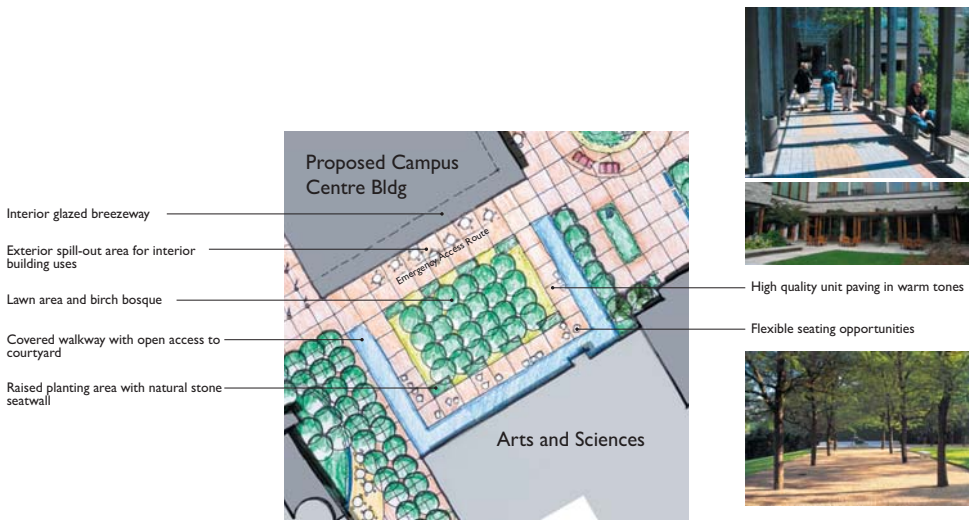 Proposed Campus
Centre Bldg
Interior glazed breezeway
Exterior spill-out area for interior
building uses
Emergency Access Route
Lawn area and birch bosque
High quality unit paving in warm tones
Flexible seating opportunities
Covered walkway with open access to
courtyard
Raised planting area with natural stone
seatwall
Arts and Sciences